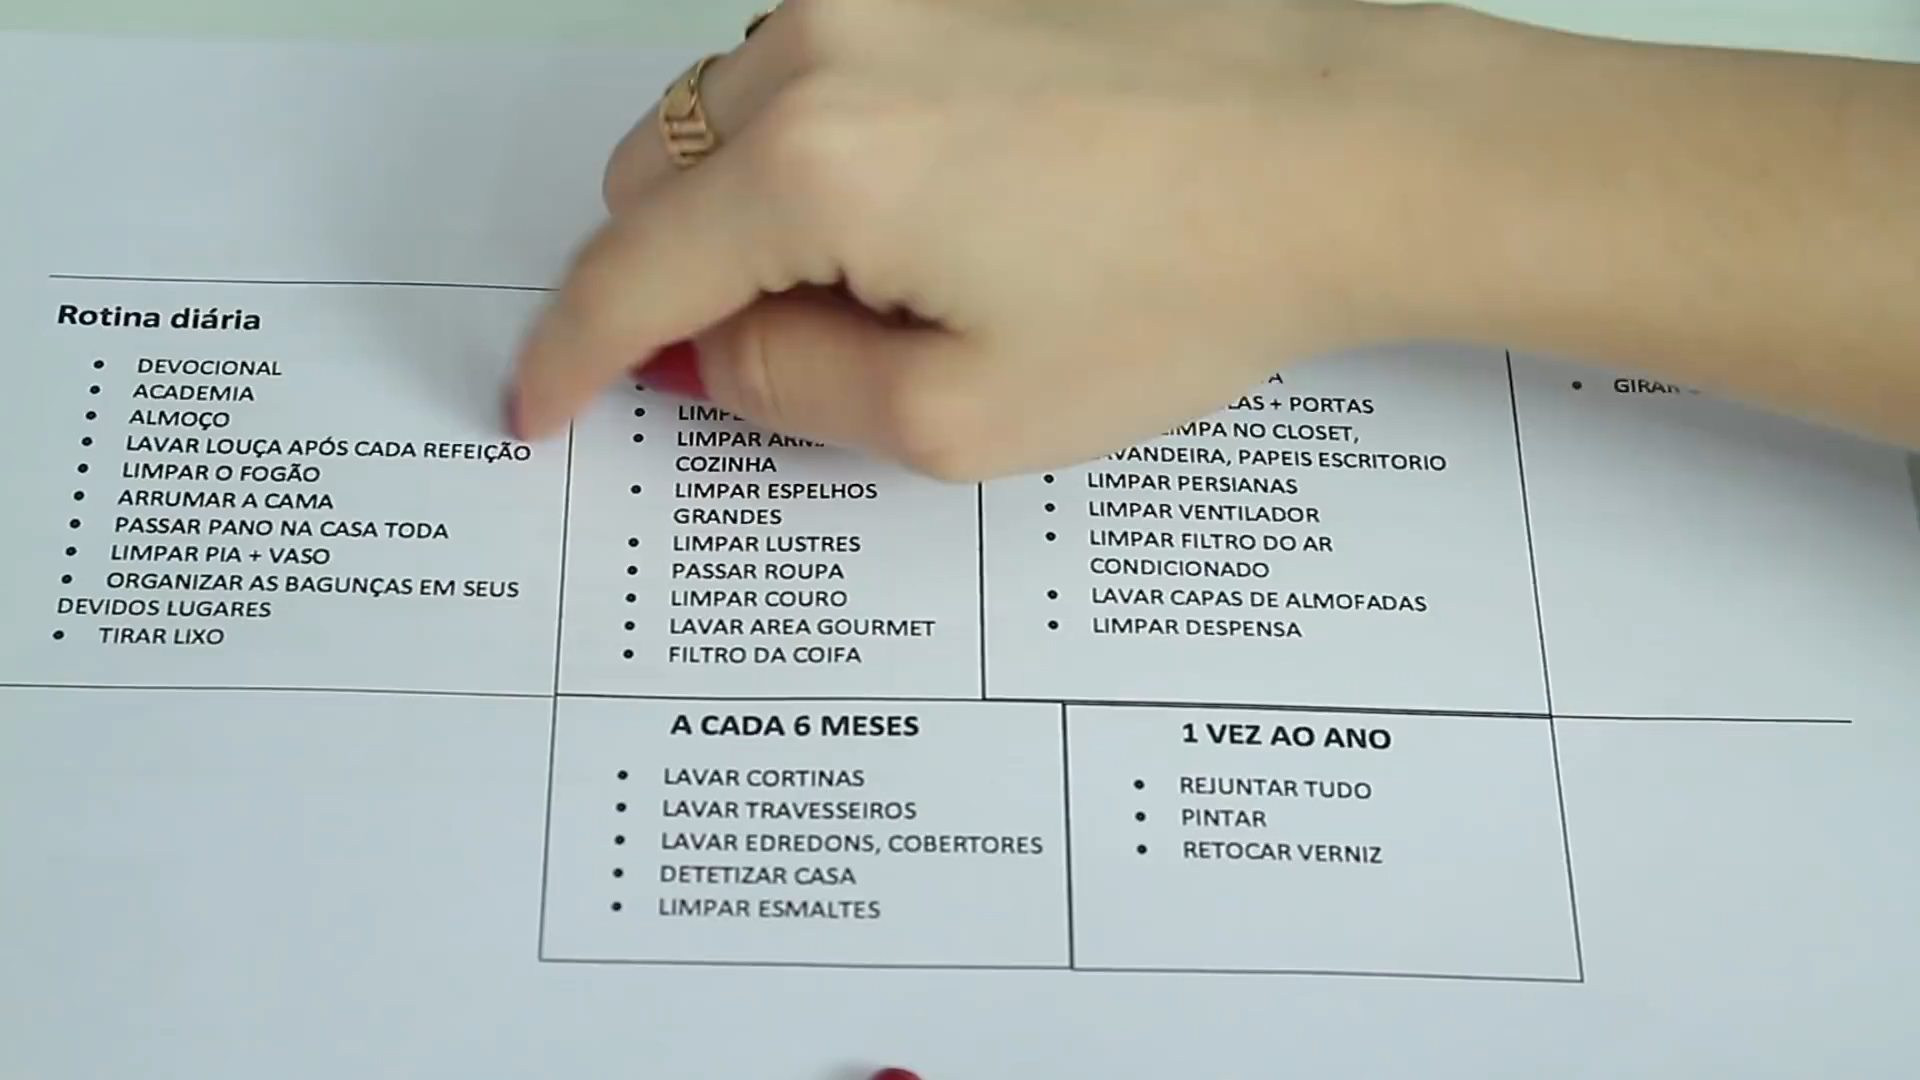 Rotina diária
DEVOCIONAL
ACADEMIA
ALMOÇO
LAVAR LOUÇA APÓS CADA REFEIÇÃO
LIMPAR O FOGÃO
ARRUMAR A CAMA
PASSAR PANO NA CASA TODA
LIMPAR PIA + VASO
ORGANIZAR AS BAGUNÇAS EM SEUS
DEVIDOS LUGARES
TIRAR LIXO
LIMPAR
COZINHA
LIMPAR ESPELHOS
GRANDES
LIMPAR LUSTRES
PASSAR ROUPA
LIMPAR COURO
LAVAR AREA GOURMET
FILTRO DA COIFA
+ PORTAS
NO CLOSET,
PAPEIS ESCRITORIO
LIMPAR PERSIANAS
LIMPAR VENTILADOR
LIMPAR FILTRO DO AR
CONDICIONADO
LAVAR CAPAS DE ALMOFADAS
LIMPAR DESPENSA
GIRAR
A CADA 6 MESES
LAVAR CORTINAS
LAVAR TRAVESSEIROS
LAVAR EDREDONS, COBERTORES
DETETIZAR CASA
LIMPAR ESMALTES
1 VEZ AO ANO
REJUNTAR TUDO
PINTAR
RETOCAR VERNIZ